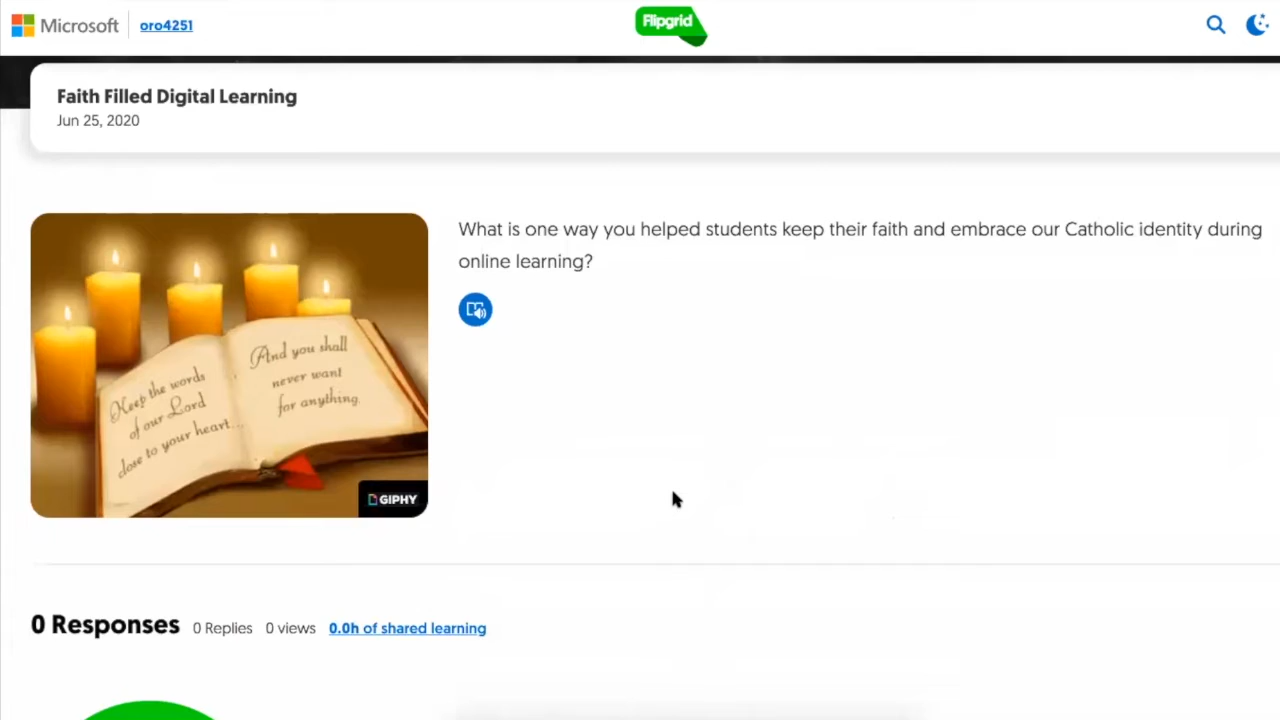 Microsoft
oro4251
Flipgrid
Faith Filled Digital Learning
Jun 25, 2020
What is one way you helped students keep their faith and embrace our Catholic identity during
online learning?
Keep the words
of our Lord
close to your heart...
And you shall
never want
for anything.
GIPHY
0 Responses
0 Replies
0 views
0.0h of shared learning